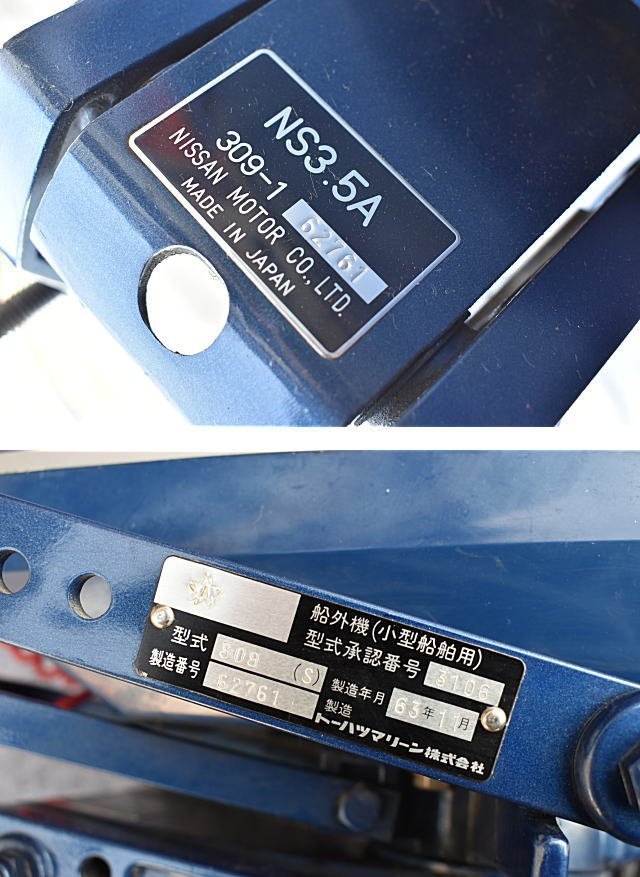 NS3.5A
309-1 62761
NISSAN MOTOR CO., LTD.
MADE IN JAPAN
船外機(小型船舶用)
型式承認番号 3106
型式 309 (S)
製造番号 62761
製造年月 63年11月
製造
トーハツマリーン株式会社